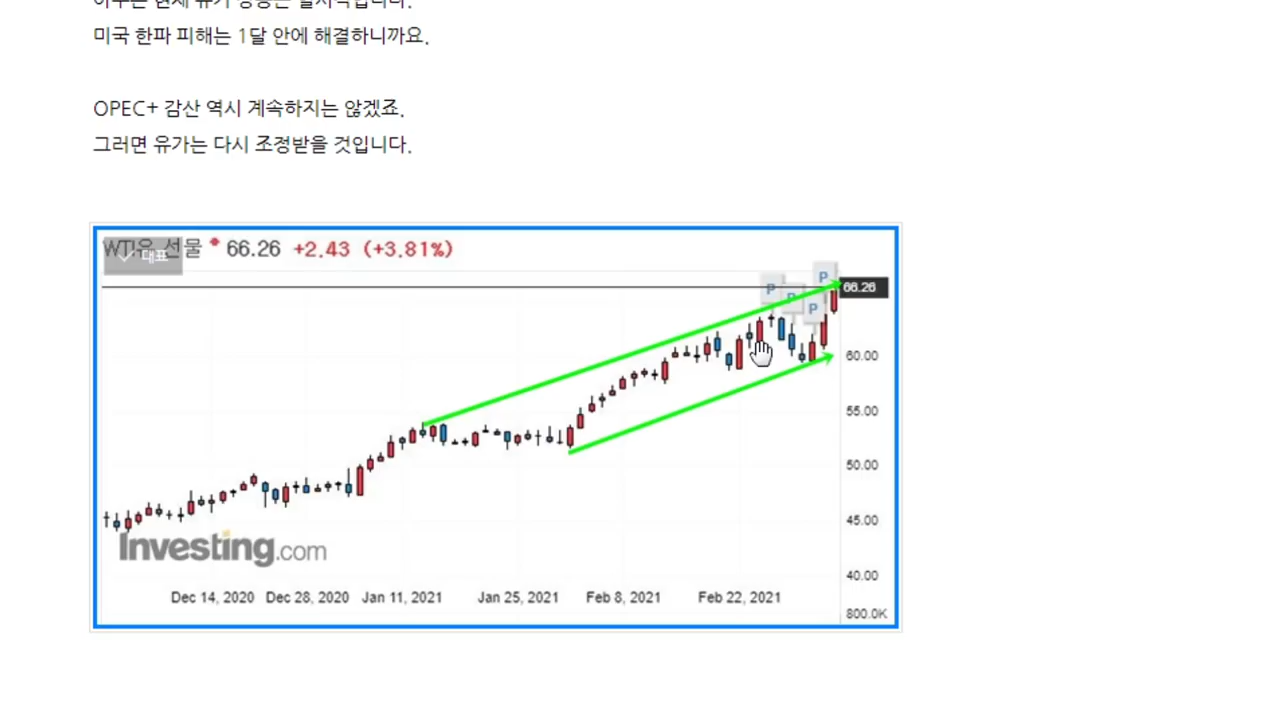 미국 한파 피해는 1달 안에 해결하니까요.
OPEC+ 감산 역시 계속하지는 않겠죠.
그러면 유가는 다시 조정받을 것입니다.
WTI유 선물 66.26 +2.43 (+3.81%)
대표
P
P
P
P
66.26
60.00
55.00
50.00
45.00
40.00
800.0K
Investing.com
Dec 14, 2020 Dec 28, 2020 Jan 11, 2021 Jan 25, 2021 Feb 8, 2021 Feb 22, 2021